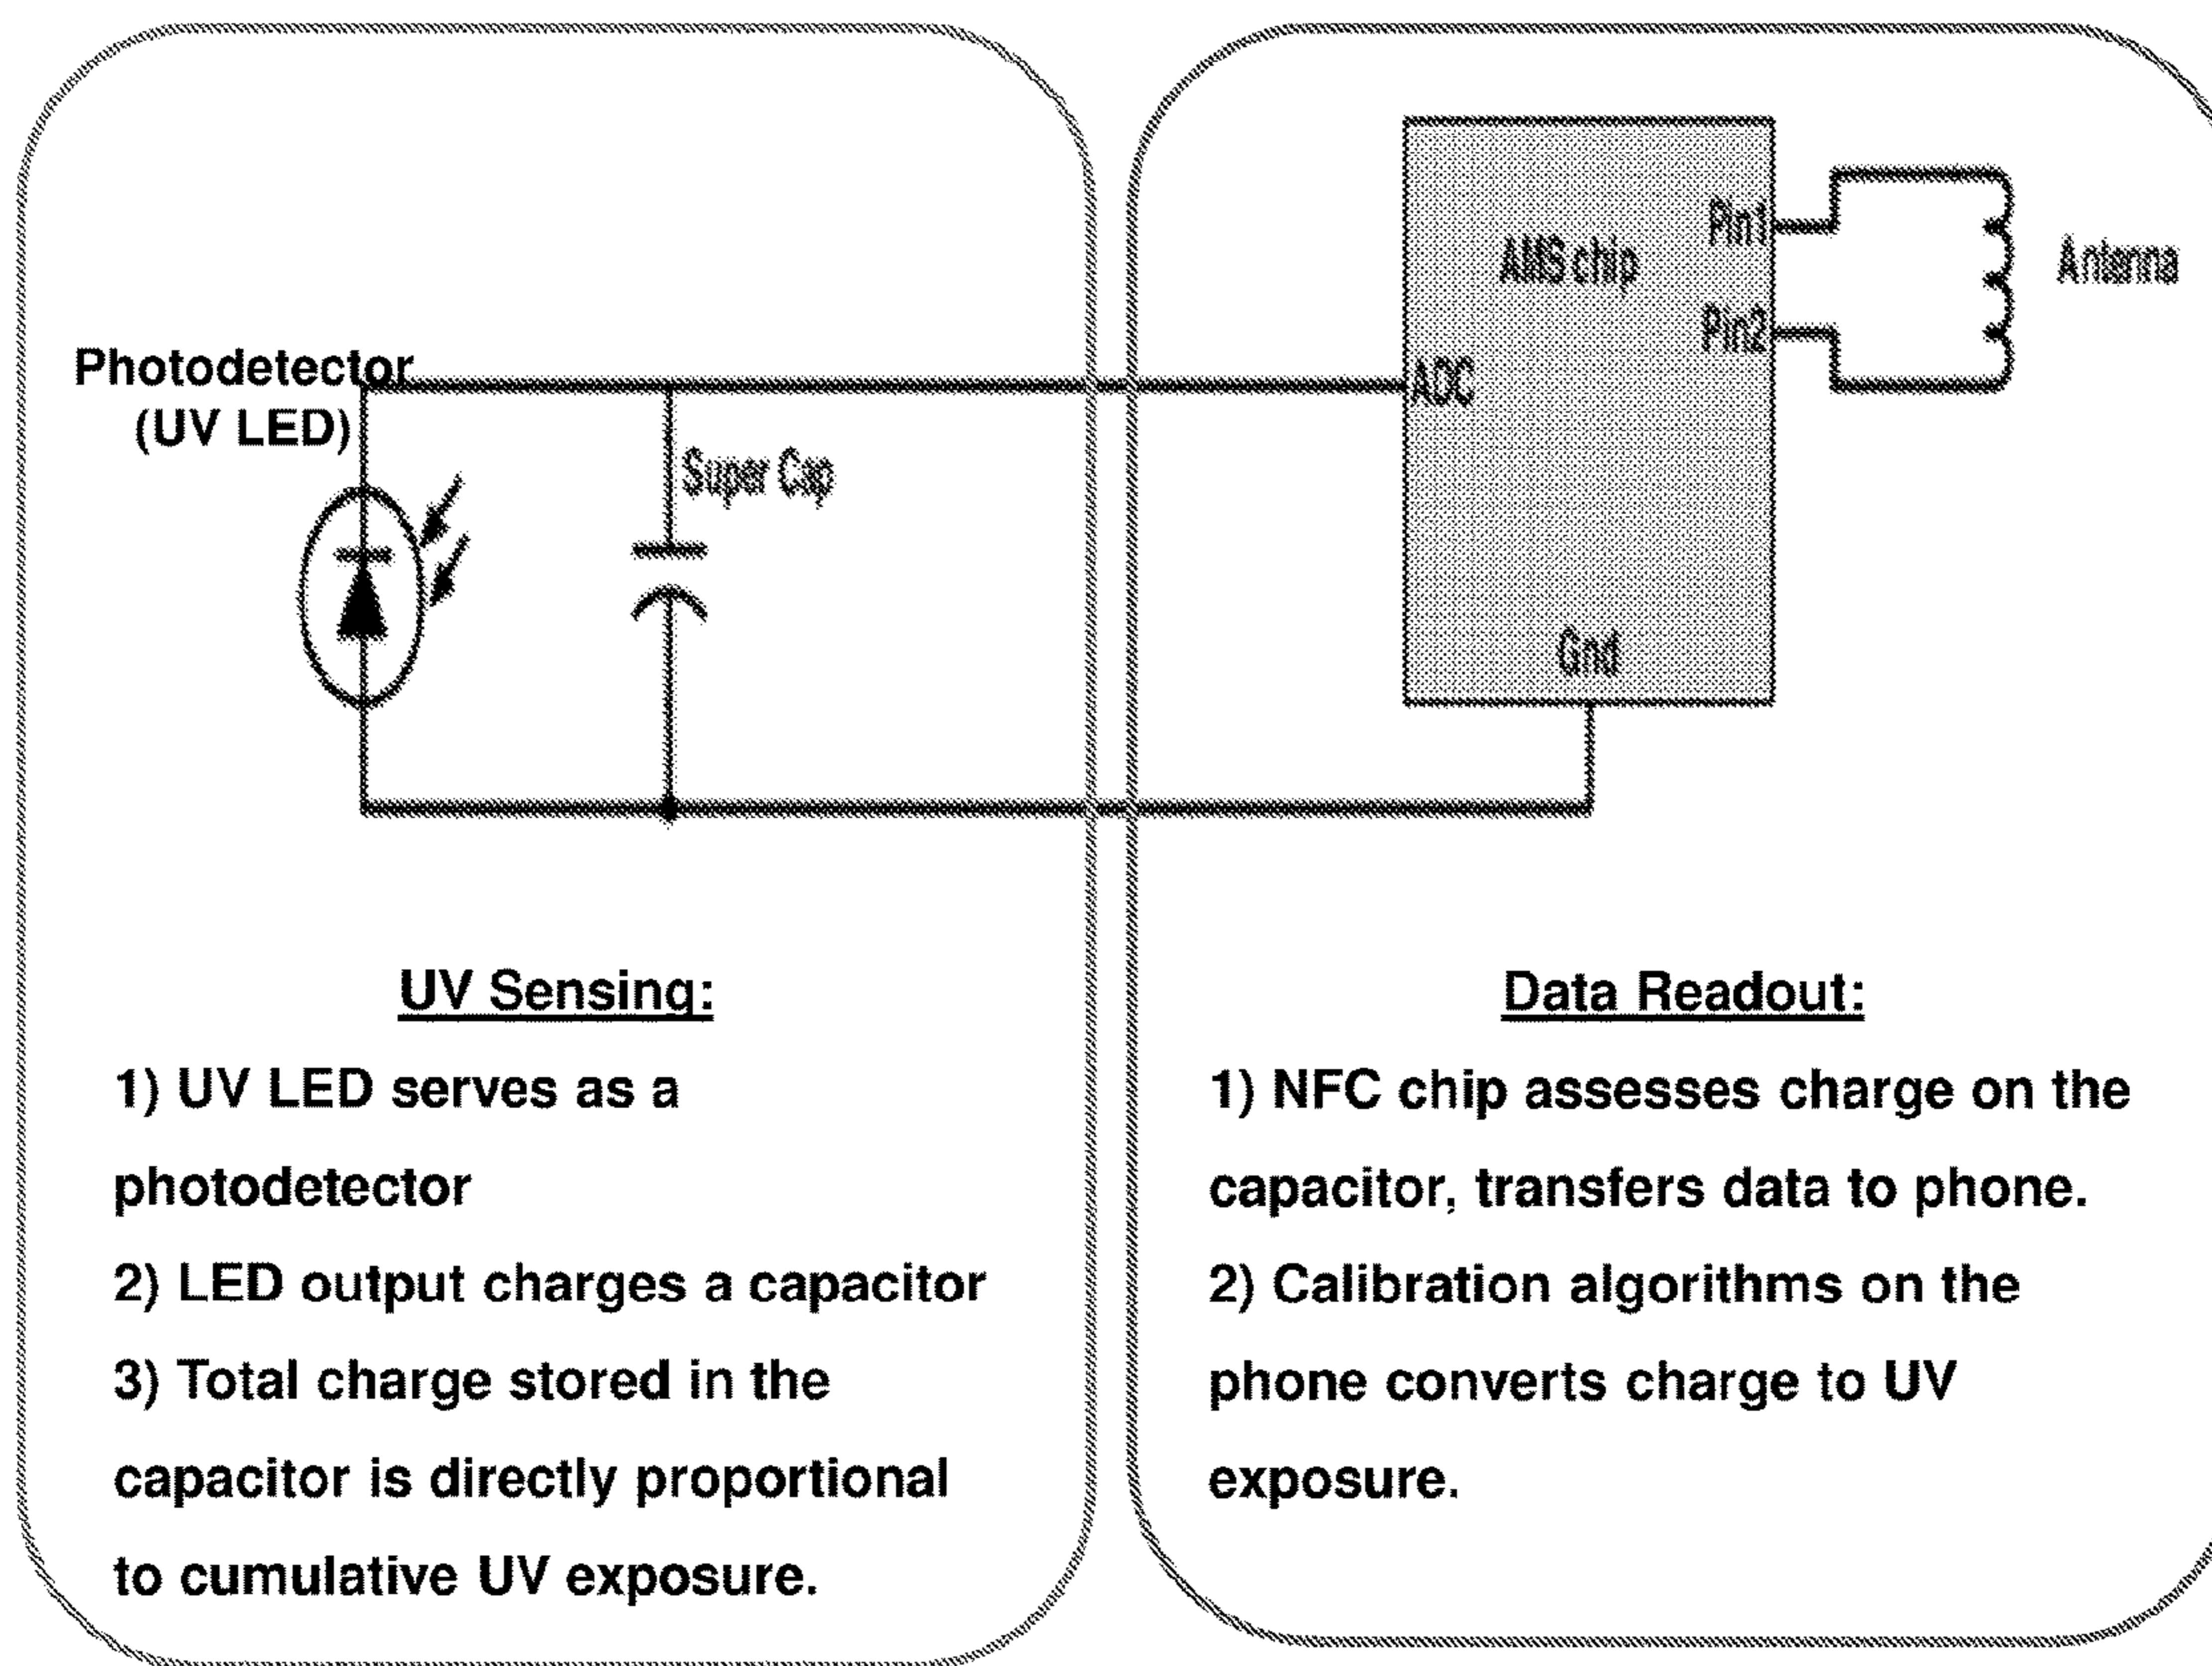 Photodetector
(UV LED)
Super Cap
AMS chip
Pin1
Pin2
ADC
Gnd
Antenna
UV Sensing:
1) UV LED serves as a
photodetector
2) LED output charges a capacitor
3) Total charge stored in the
capacitor is directly proportional
to cumulative UV exposure.
Data Readout:
1) NFC chip assesses charge on the
capacitor, transfers data to phone.
2) Calibration algorithms on the
phone converts charge to UV
exposure.